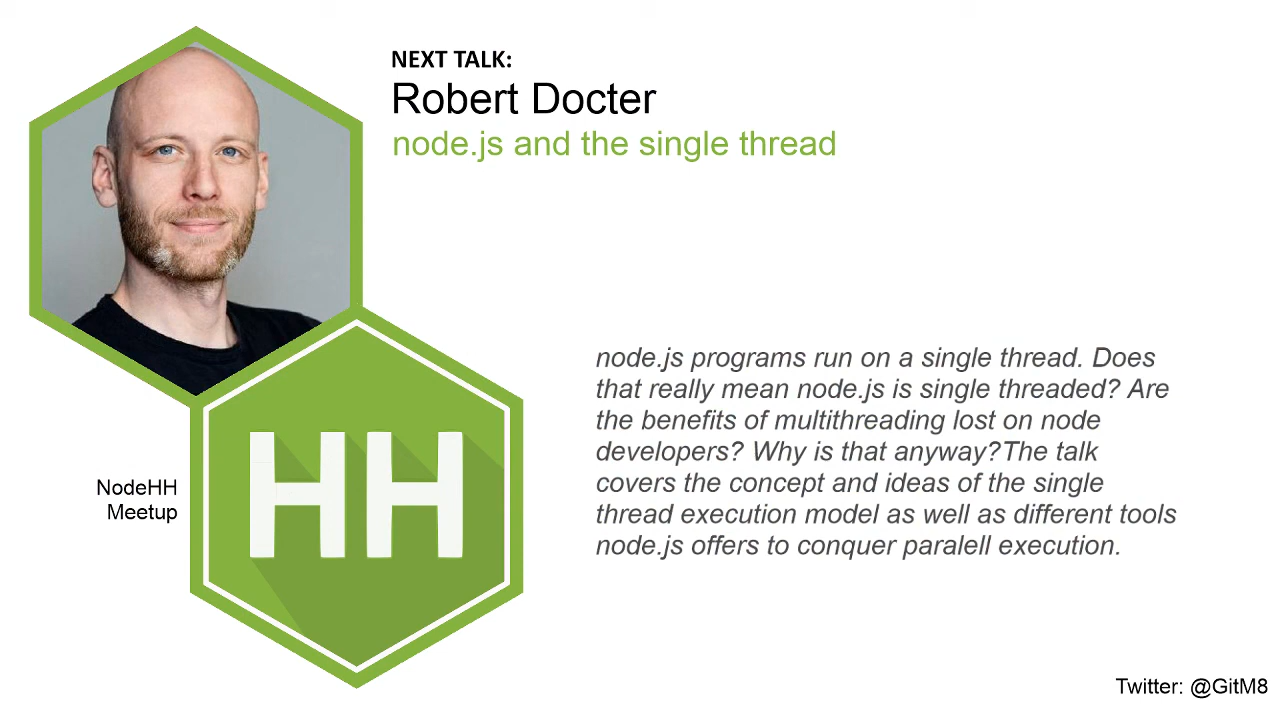 NEXT TALK:
Robert Docter
node.js and the single thread
node.js programs run on a single thread. Does
that really mean node.js is single threaded? Are
the benefits of multithreading lost on node
developers? Why is that anyway?The talk
covers the concept and ideas of the single
thread execution model as well as different tools
node.js offers to conquer paralell execution.
HH
NodeHH
Meetup
Twitter: @GitM8